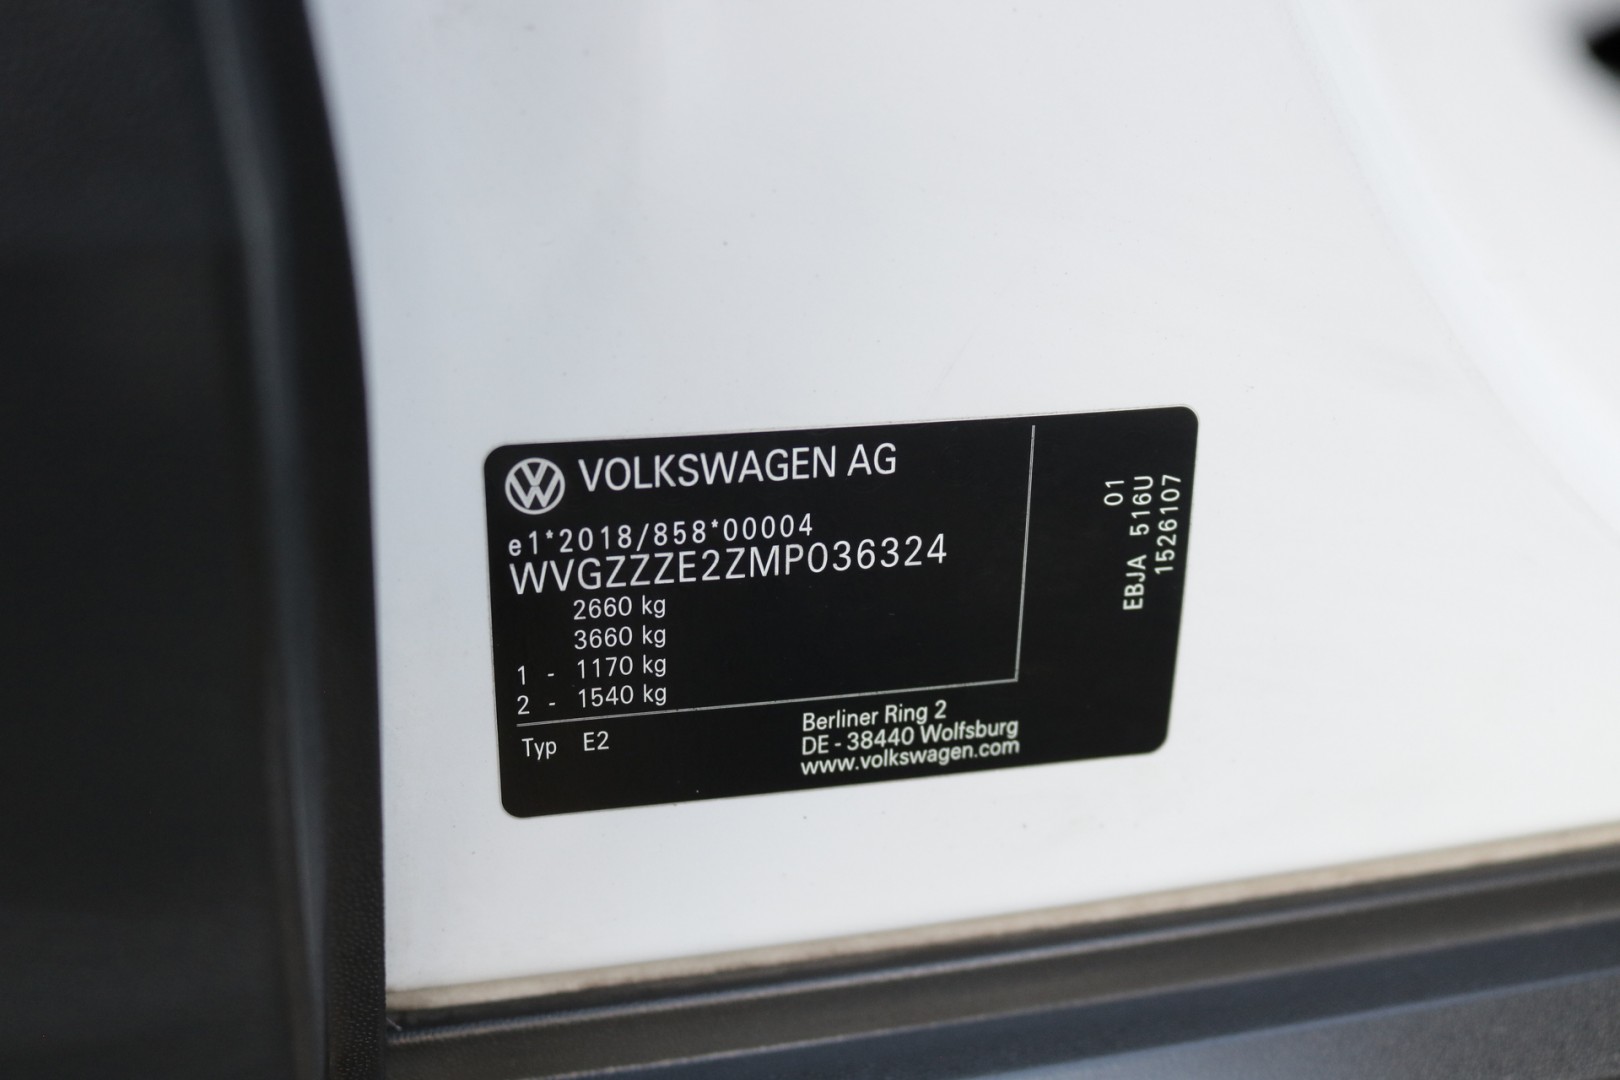 VOLKSWAGEN AG
e1*2018/858*00004
WVGZZZE2ZMP036324
2660 kg
3660 kg
1 - 1170 kg
2 - 1540 kg
Typ E2
Berliner Ring 2
DE - 38440 Wolfsburg
www.volkswagen.com
01
EBJA 516U
1526107